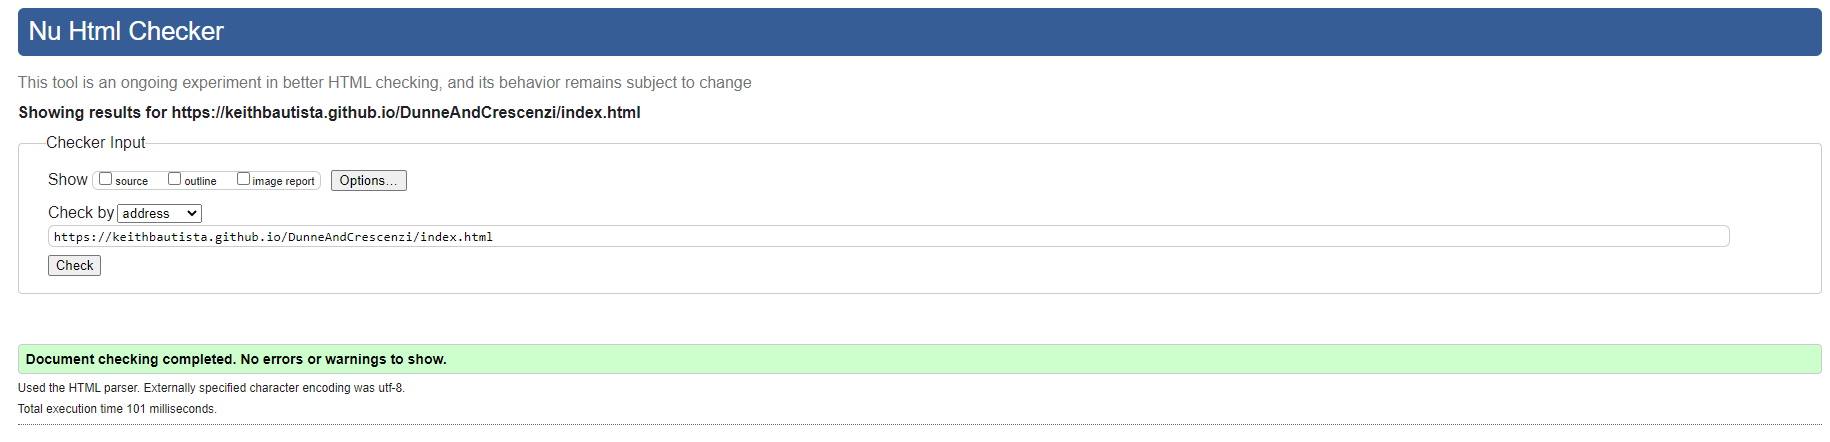 Nu Html Checker
This tool is an ongoing experiment in better HTML checking, and its behavior remains subject to change
Showing results for https://keithbautista.github.io/DunneAndCrescenzi/index.html
Checker Input
Show source outline image report Options...
Check by address
https://keithbautista.github.io/DunneAndCrescenzi/index.html
Check
Document checking completed. No errors or warnings to show.
Used the HTML parser. Externally specified character encoding was utf-8.
Total execution time 101 milliseconds.